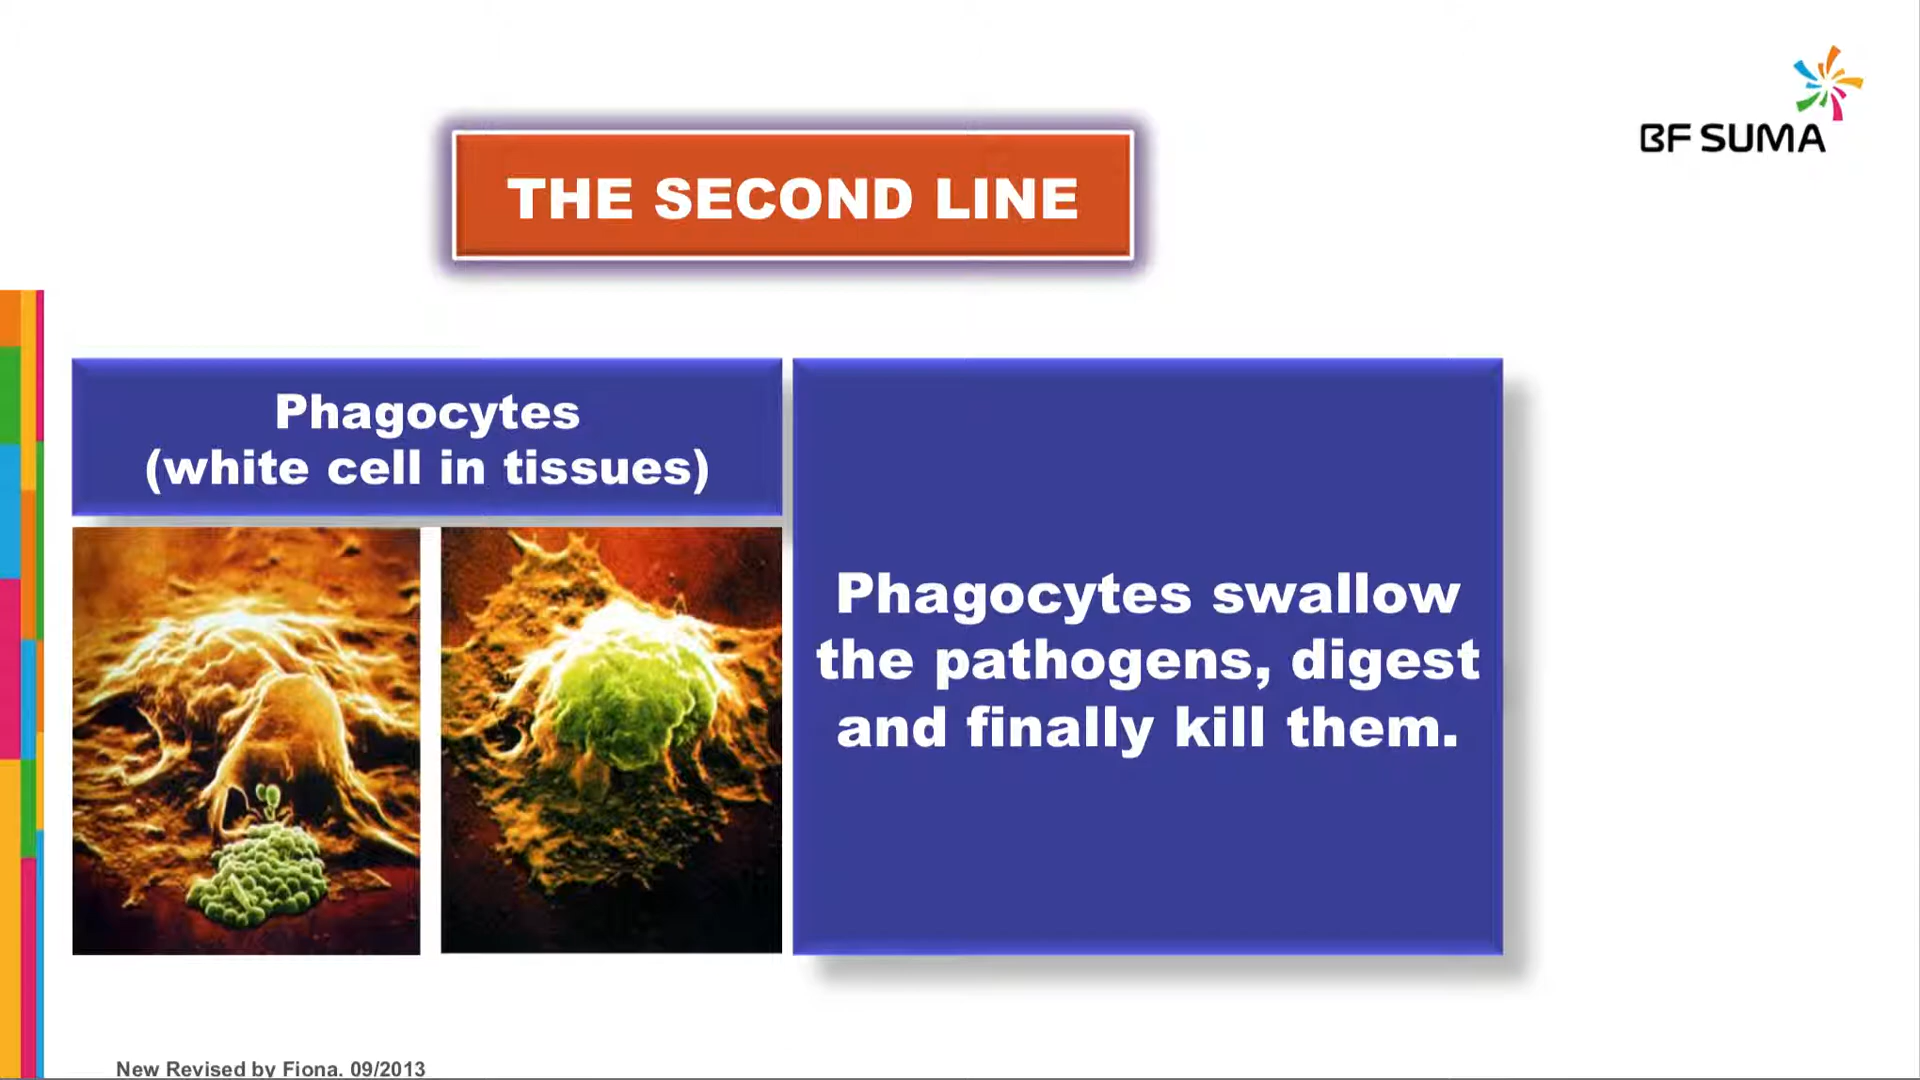 BF SUMA
THE SECOND LINE
Phagocytes
(white cell in tissues)
Phagocytes swallow
the pathogens, digest
and finally kill them.
New Revised by Fiona. 09/2013